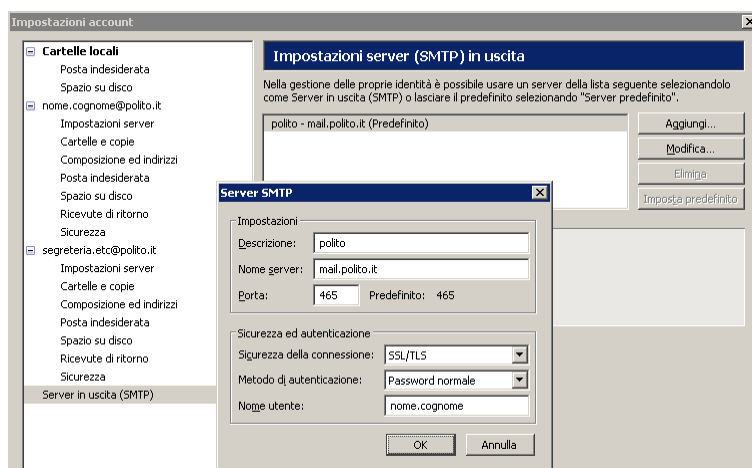 Impostazioni account
Cartelle locali
Posta indesiderata
Spazio su disco
nome.cognome@polito.it
Impostazioni server
Cartelle e copie
Composizione ed indirizzi
Posta indesiderata
Spazio su disco
Ricevute di ritorno
Sicurezza
segreteria.etc@polito.it
Impostazioni server
Cartelle e copie
Composizione ed indirizzi
Posta indesiderata
Spazio su disco
Ricevute di ritorno
Sicurezza
Server in uscita (SMTP)
Impostazioni server (SMTP) in uscita
Nella gestione delle proprie identità è possibile usare un server della lista seguente selezionandolo
come Server in uscita (SMTP) o lasciare il predefinito selezionando "Server predefinito".
polito - mail.polito.it (Predefinito)
Aggiungi...
Modifica...
Elimina
Imposta predefinito
Server SMTP
Impostazioni
Descrizione: polito
Nome server: mail.polito.it
Porta: 465 Predefinito: 465
Sicurezza ed autenticazione
Sicurezza della connessione: SSL/TLS
Metodo di autenticazione: Password normale
Nome utente: nome.cognome
OK Annulla